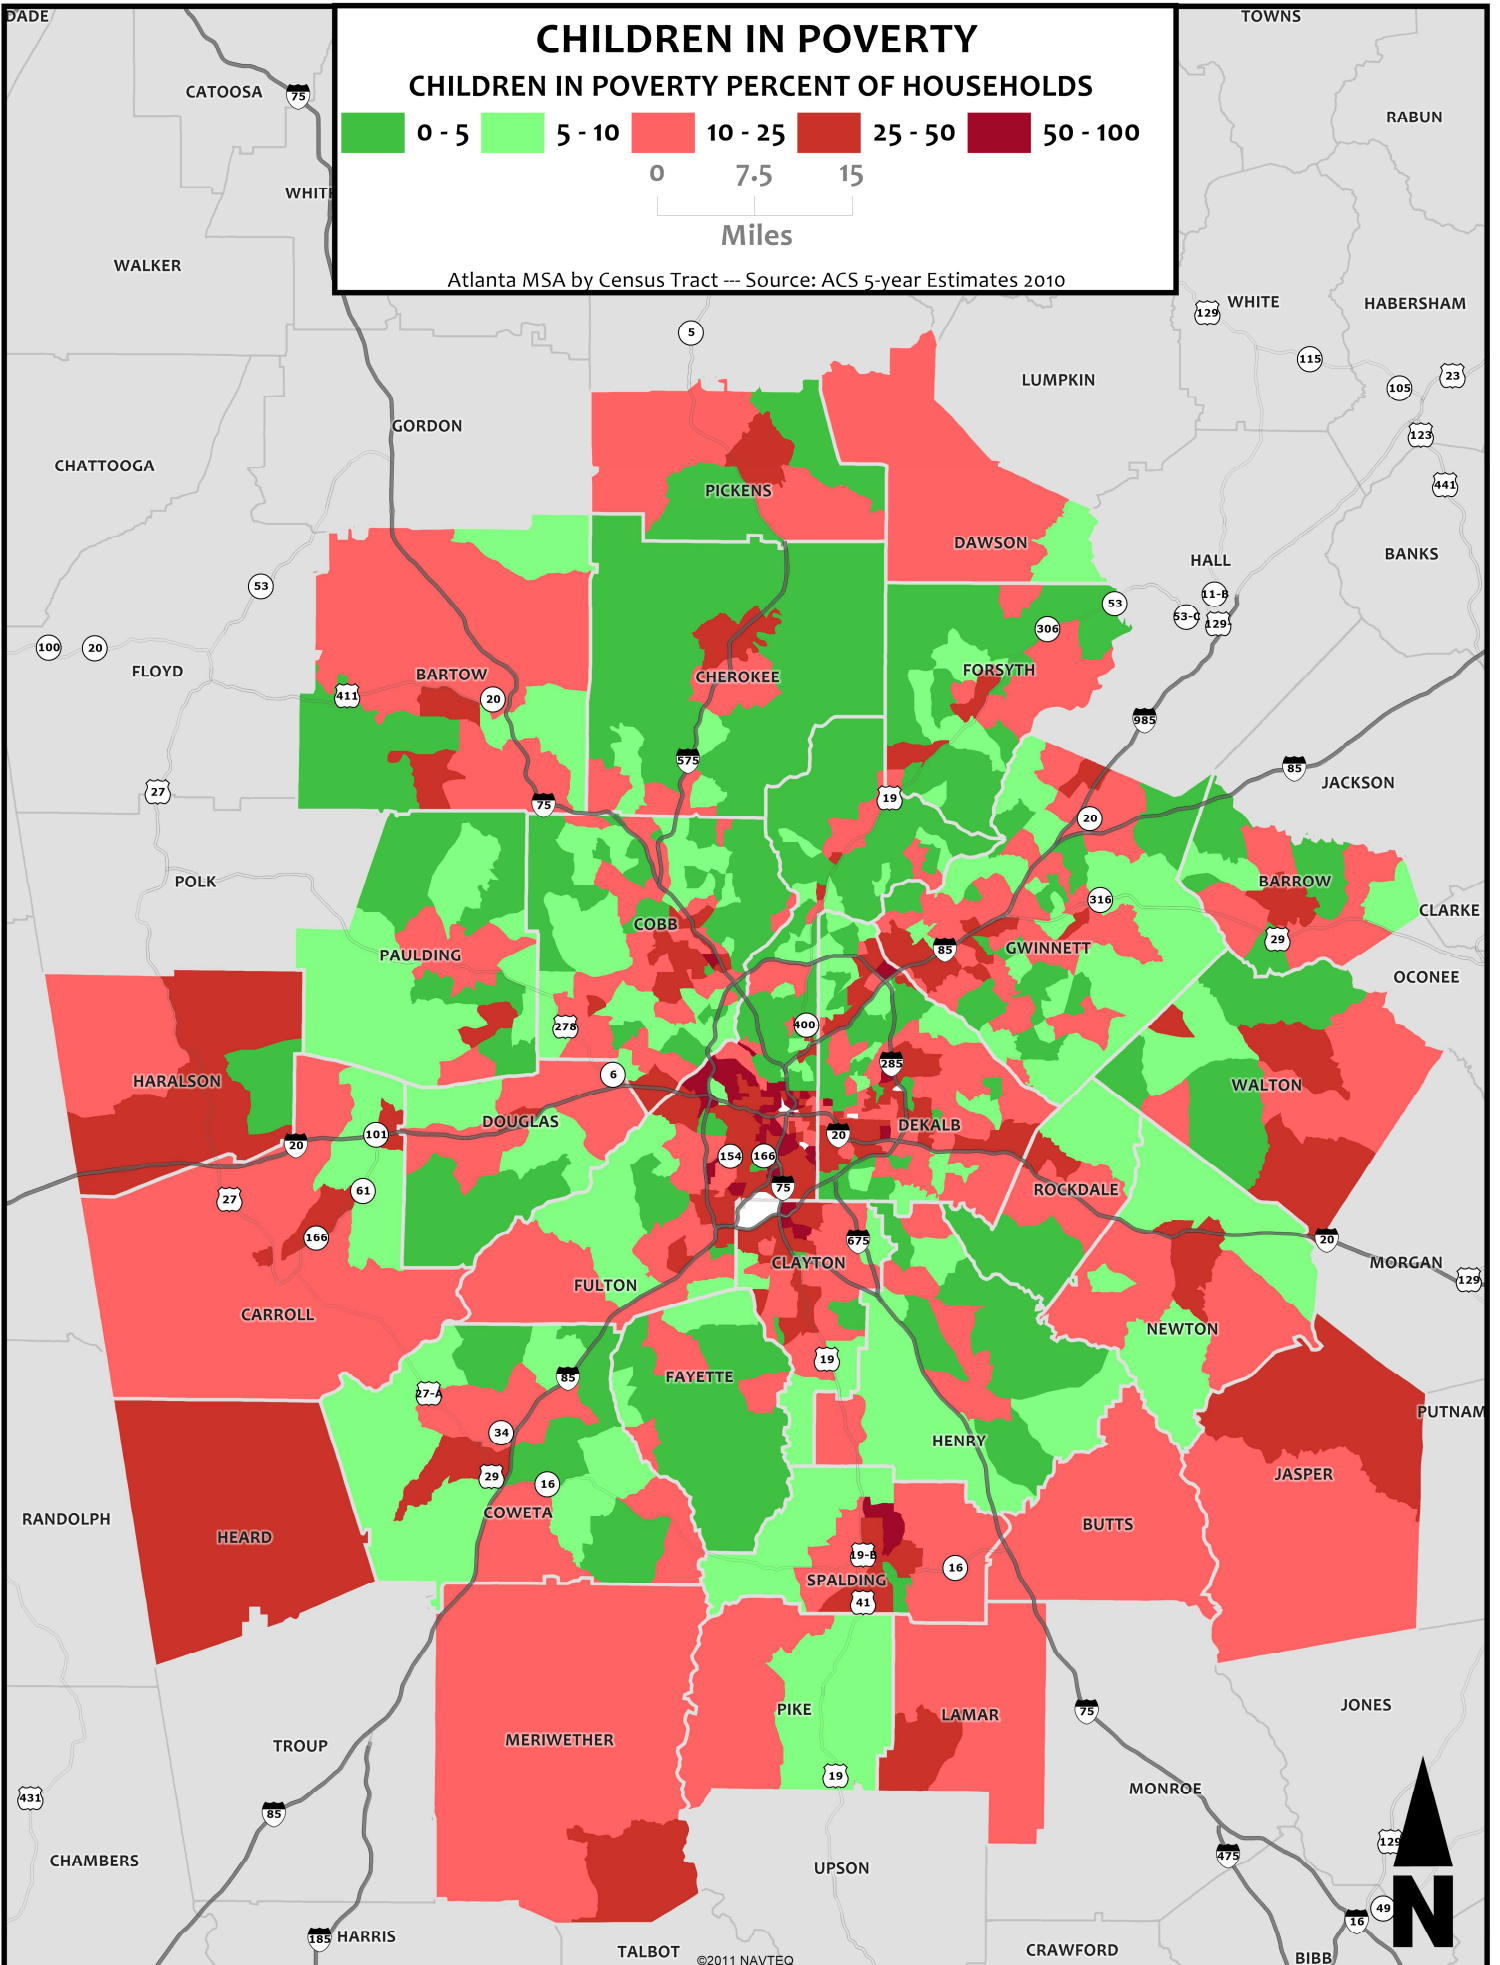 CHILDREN IN POVERTY
CHILDREN IN POVERTY PERCENT OF HOUSEHOLDS
0 - 5 5 - 10 10 - 25 25 - 50 50 - 100
0 7.5 15
Miles
Atlanta MSA by Census Tract --- Source: ACS 5-year Estimates 2010
DADE
TOWNS
CATOOSA
75
RABUN
WHITF
WALKER
129
WHITE
HABERSHAM
5
115
LUMPKIN
23
105
GORDON
123
CHATTOOGA
441
PICKENS
DAWSON
BANKS
HALL
53
11-B
53
53-C
129
306
100
20
FLOYD
BARTOW
CHEROKEE
FORSYTH
411
20
985
575
85
JACKSON
27
75
19
20
POLK
BARROW
316
CLARKE
COBB
29
GWINNETT
85
PAULDING
OCONEE
278
400
285
6
HARALSON
WALTON
DOUGLAS
DEKALB
101
20
20
154
166
75
61
ROCKDALE
27
166
675
20
MORGAN
CLAYTON
129
FULTON
CARROLL
NEWTON
19
FAYETTE
85
27-A
PUTNAM
34
HENRY
29
16
JASPER
COWETA
RANDOLPH
HEARD
BUTTS
19-B
16
SPALDING
41
PIKE
LAMAR
75
JONES
MERIWETHER
TROUP
19
MONROE
431
85
129
475
CHAMBERS
UPSON
49
16
N
185
HARRIS
TALBOT
CRAWFORD
BIBB
©2011 NAVTEQ